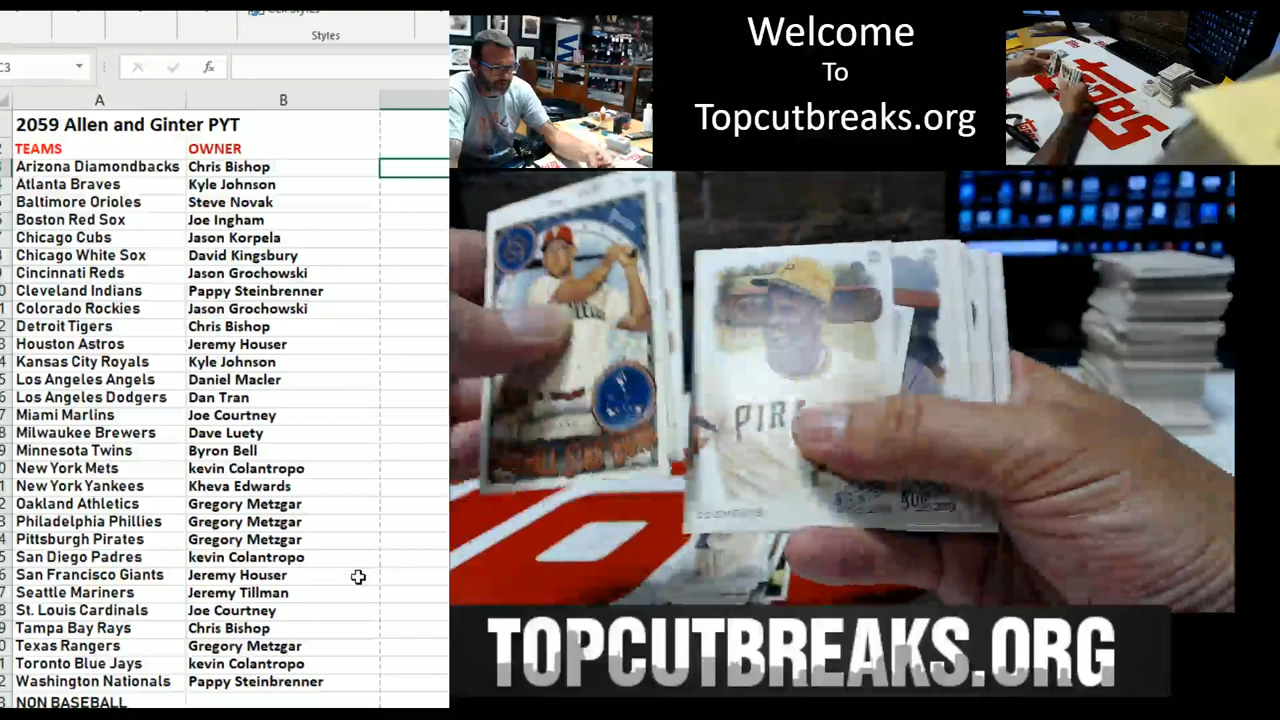 Styles
C3
fx
A
B
2059 Allen and Ginter PYT
TEAMS OWNER
Arizona Diamondbacks Chris Bishop
Atlanta Braves Kyle Johnson
Baltimore Orioles Steve Novak
Boston Red Sox Joe Ingham
Chicago Cubs Jason Korpela
Chicago White Sox David Kingsbury
Cincinnati Reds Jason Grochowski
Cleveland Indians Pappy Steinbrenner
Colorado Rockies Jason Grochowski
Detroit Tigers Chris Bishop
Houston Astros Jeremy Houser
Kansas City Royals Kyle Johnson
Los Angeles Angels Daniel Macler
Los Angeles Dodgers Dan Tran
Miami Marlins Joe Courtney
Milwaukee Brewers Dave Luety
Minnesota Twins Byron Bell
New York Mets kevin Colantropo
New York Yankees Kheva Edwards
Oakland Athletics Gregory Metzgar
Philadelphia Phillies Gregory Metzgar
Pittsburgh Pirates Gregory Metzgar
San Diego Padres kevin Colantropo
San Francisco Giants Jeremy Houser
Seattle Mariners Jeremy Tillman
St. Louis Cardinals Joe Courtney
Tampa Bay Rays Chris Bishop
Texas Rangers Gregory Metzgar
Toronto Blue Jays kevin Colantropo
Washington Nationals Pappy Steinbrenner
NON BASEBALL
Welcome
To
Topcutbreaks.org
Topps
PIR
TOPCUTBREAKS.ORG